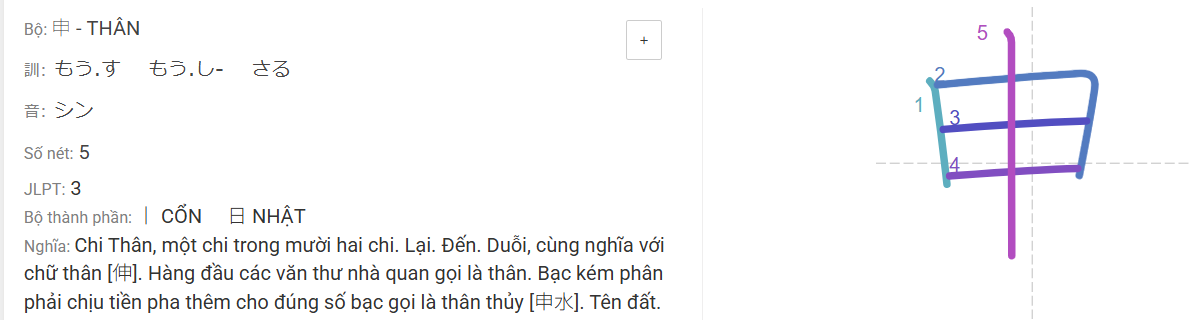 Bộ: 申 - THÂN
+
訓: もう.す もう.し- さる
音: シン
Số nét: 5
JLPT: 3
Bộ thành phần: ｜ CỔN 日 NHẬT
Nghĩa: Chi Thân, một chi trong mười hai chi. Lại. Đến. Duỗi, cùng nghĩa với
chữ thân [伸]. Hàng đầu các văn thư nhà quan gọi là thân. Bạc kém phân
phải chịu tiền pha thêm cho đúng số bạc gọi là thân thủy [申水]. Tên đất.
申
1
2
3
4
5